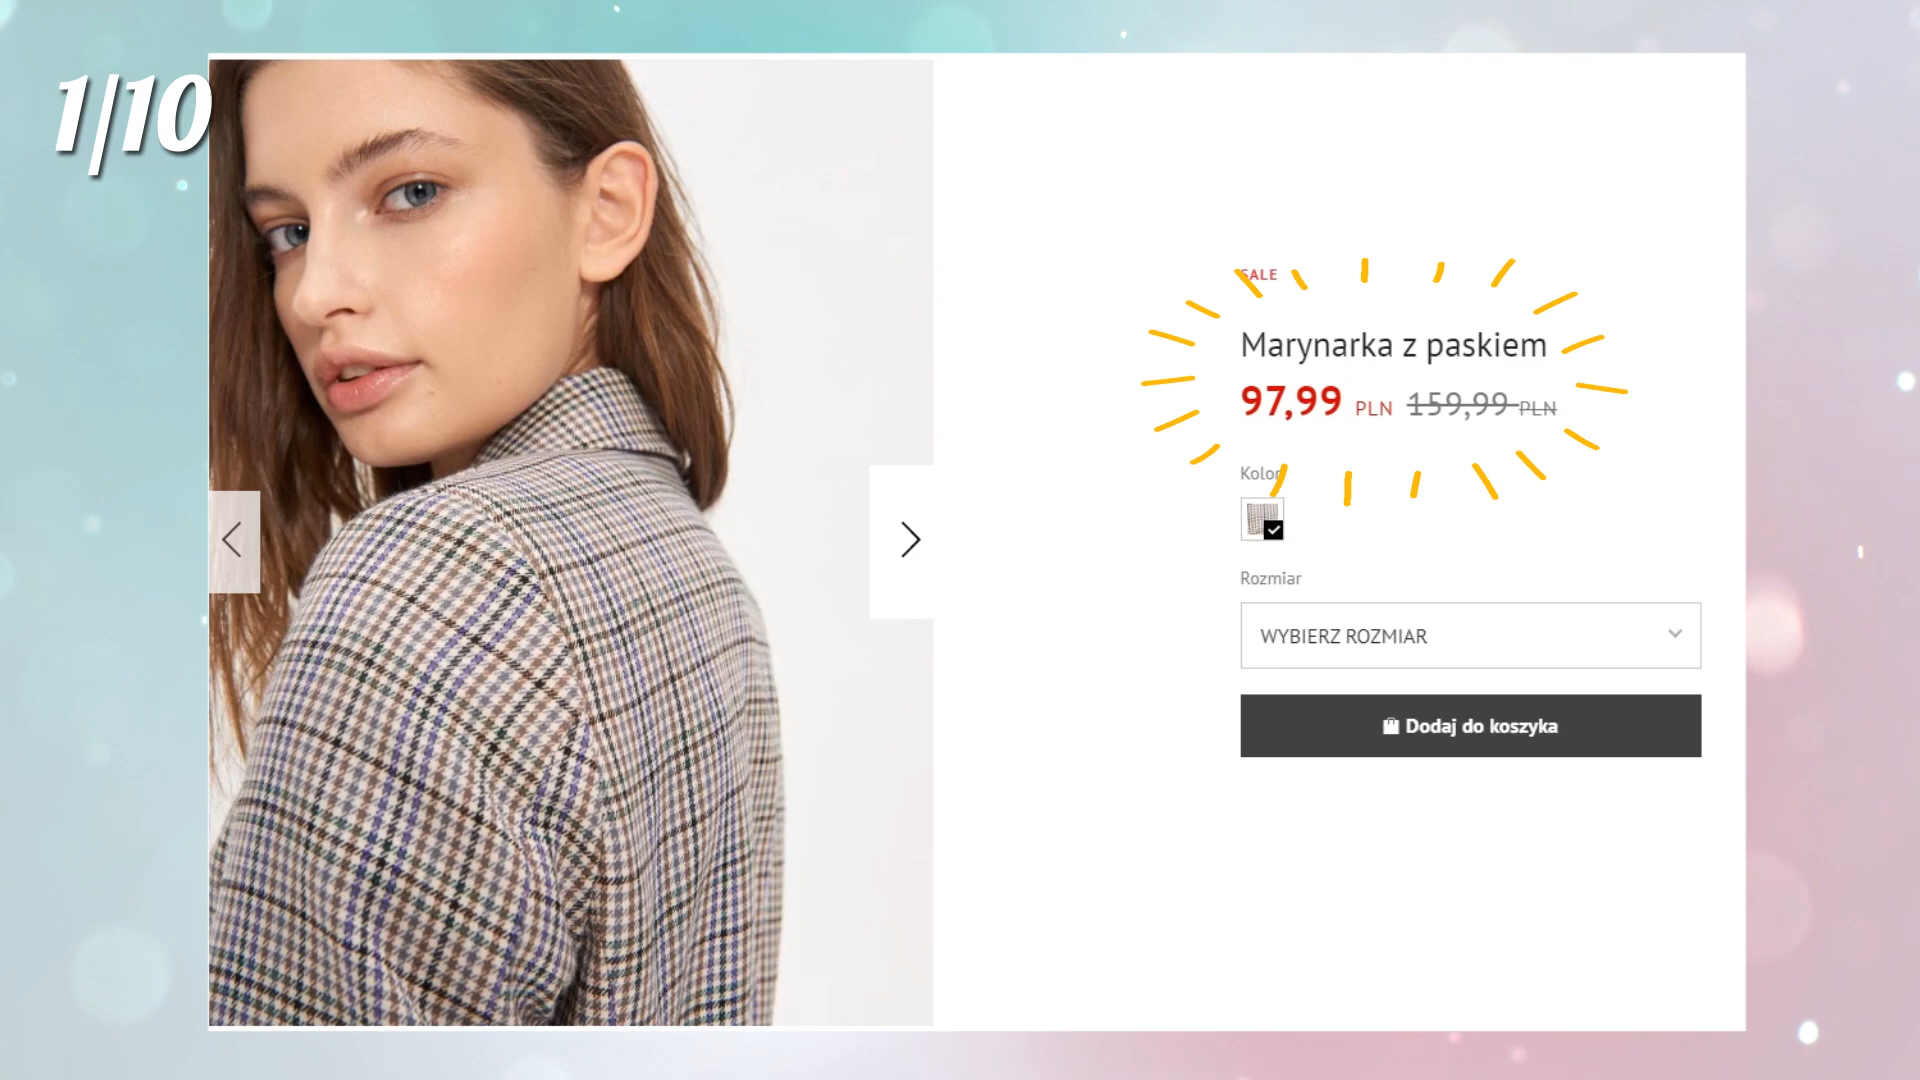 1/10
SALE
Marynarka z paskiem
97,99 PLN 159,99 PLN
Kolor
Rozmiar
WYBIERZ ROZMIAR
Dodaj do koszyka